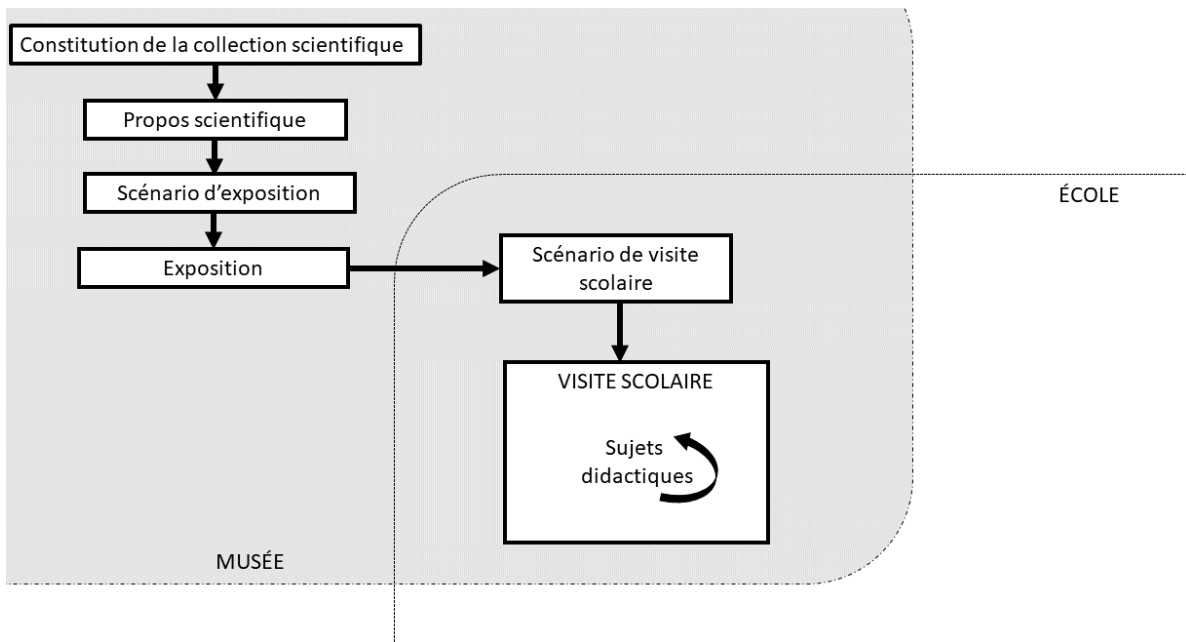 Constitution de la collection scientifique
Propos scientifique
Scénario d'exposition
Exposition
ÉCOLE
Scénario de visite
scolaire
VISITE SCOLAIRE
Sujets
didactiques
MUSÉE